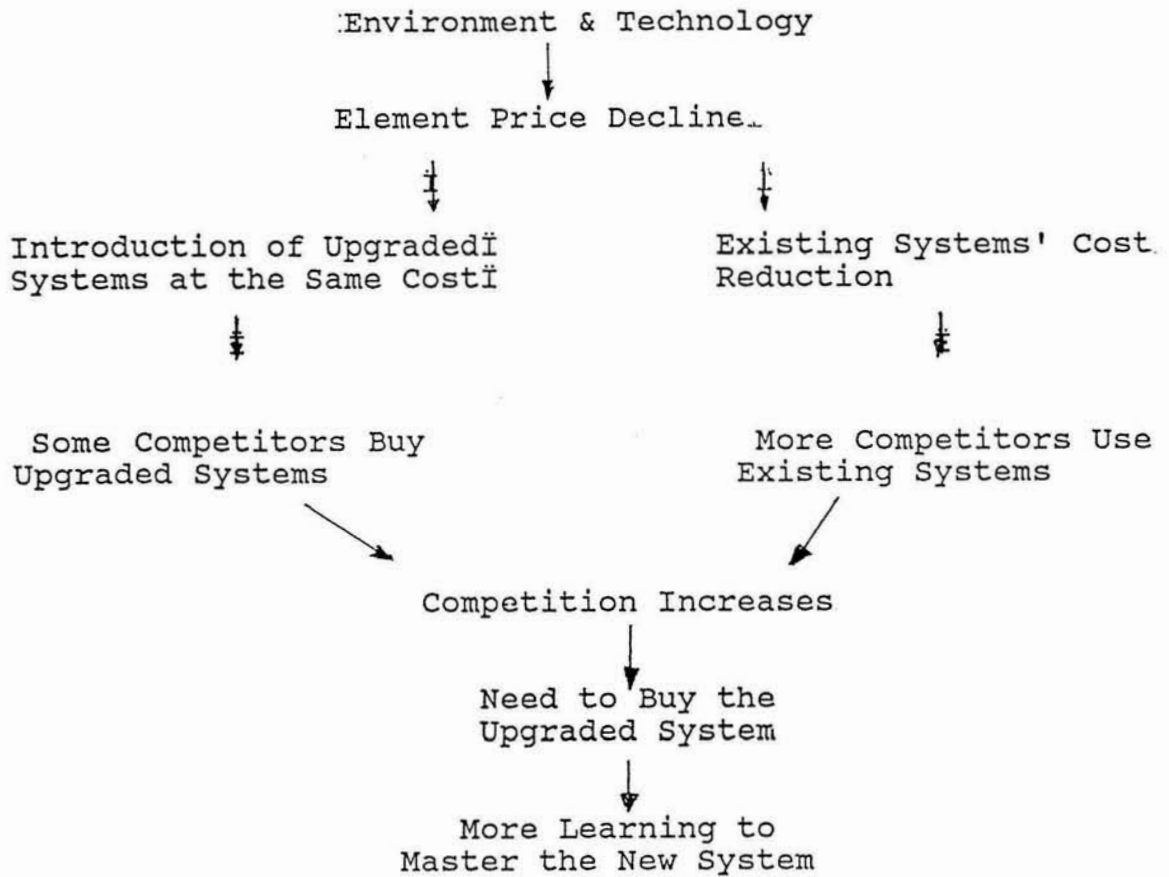 Environment & Technology
Element Price Decline
Introduction of UpgradedÏ
Systems at the Same CostÏ
Existing Systems' Cost
Reduction
Some Competitors Buy
Upgraded Systems
More Competitors Use
Existing Systems
Competition Increases
Need to Buy the
Upgraded System
More Learning to
Master the New System